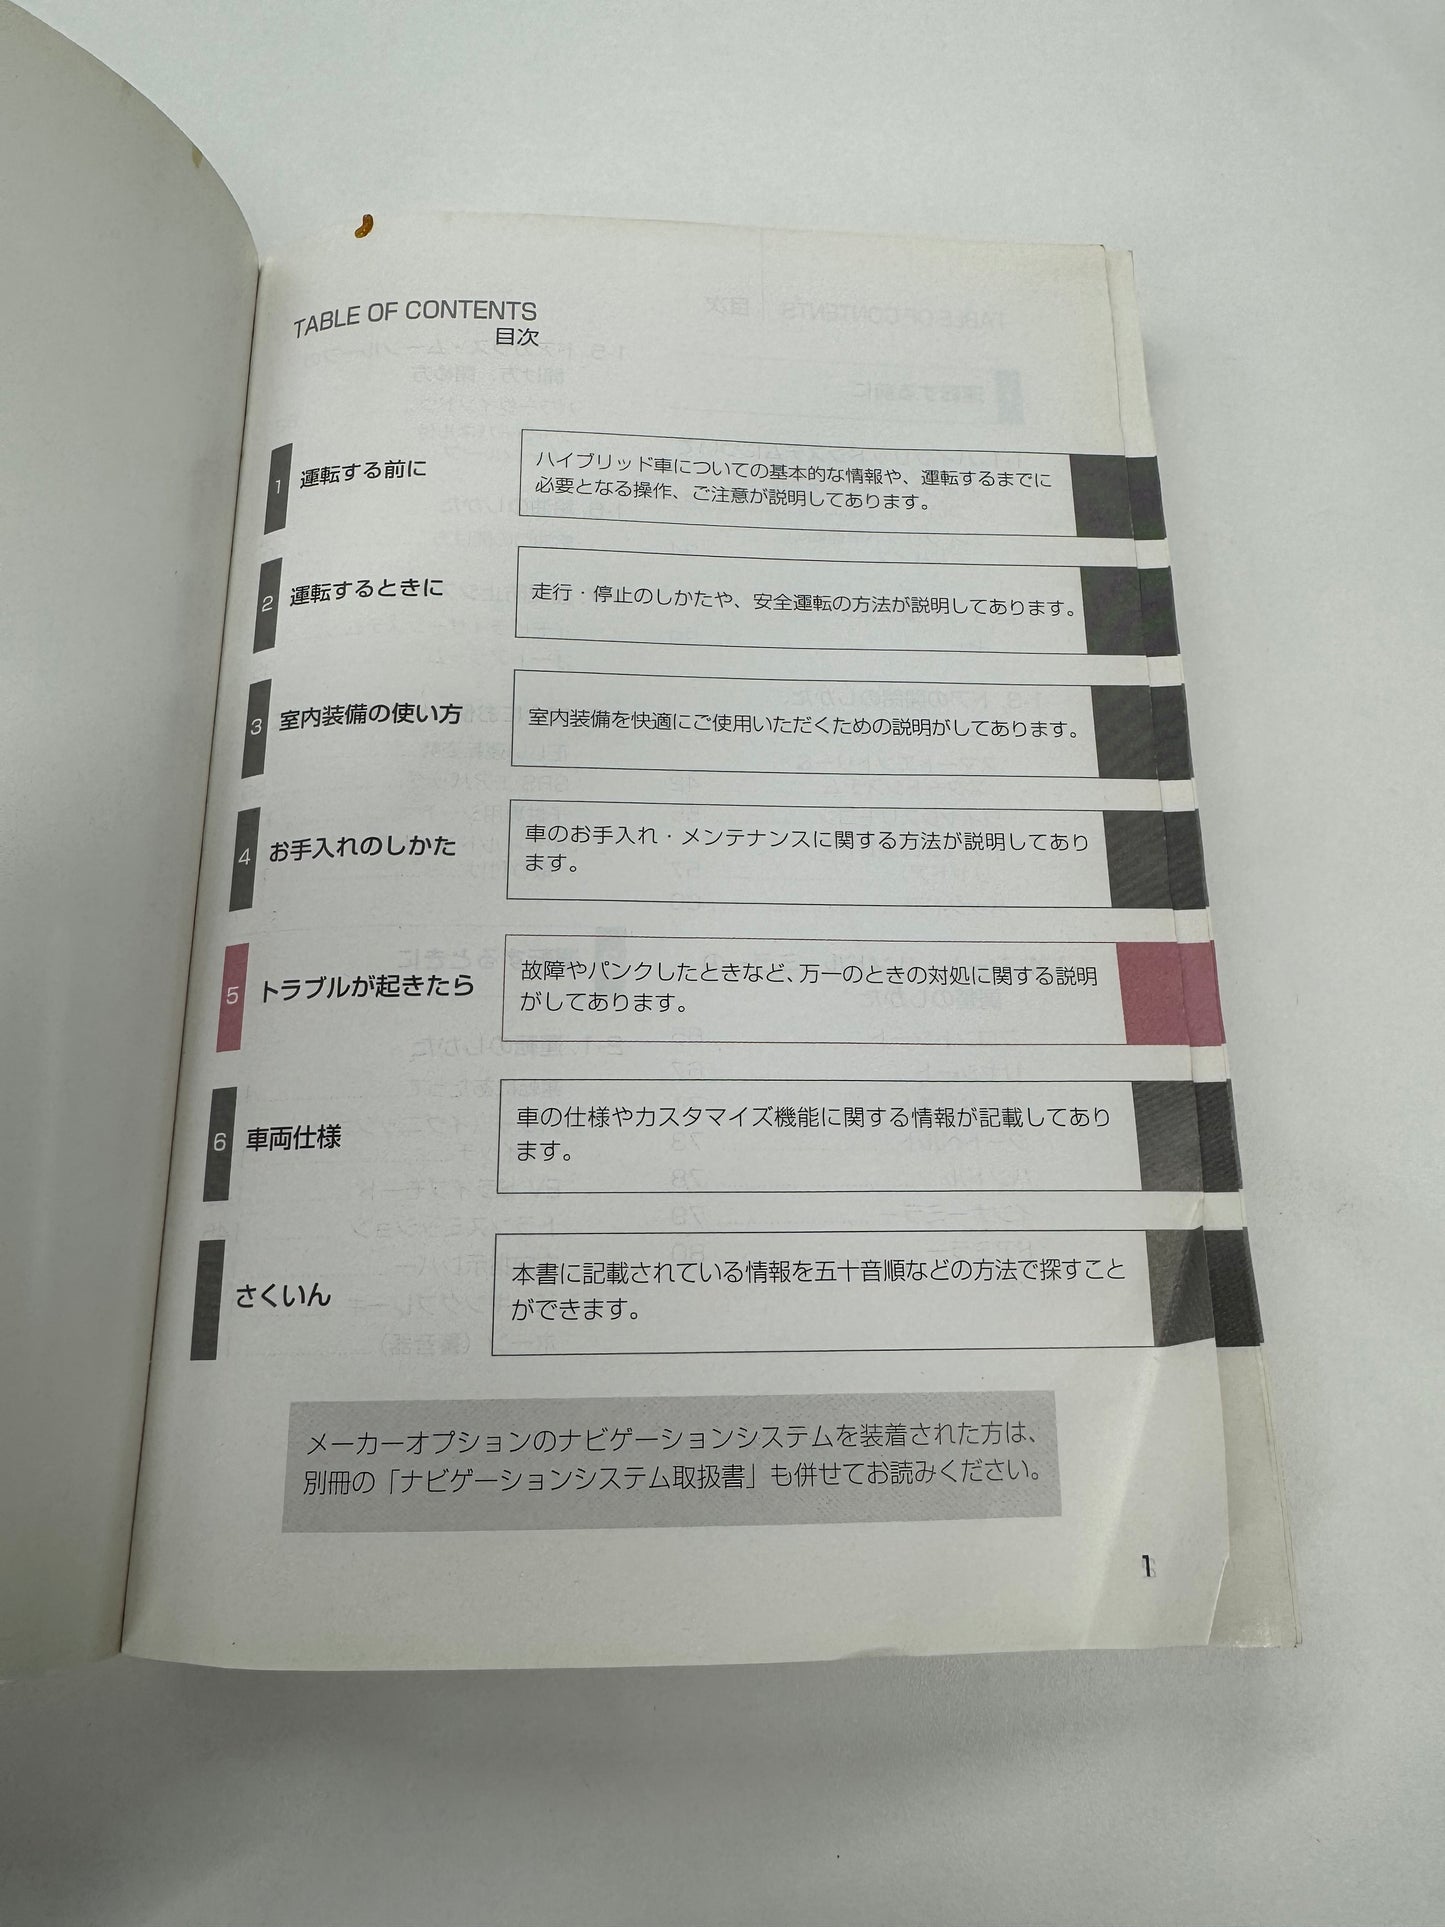 TABLE OF CONTENTS
目次
1 運転する前に
ハイブリッド車についての基本的な情報や、運転するまでに
必要となる操作、ご注意が説明してあります。
2 運転するときに
走行・停止のしかたや、安全運転の方法が説明してあります。
3 室内装備の使い方
室内装備を快適にご使用いただくための説明がしてあります。
4 お手入れのしかた
車のお手入れ・メンテナンスに関する方法が説明してあり
ます。
5 トラブルが起きたら
故障やパンクしたときなど、万一のときの対処に関する説明
がしてあります。
6 車両仕様
車の仕様やカスタマイズ機能に関する情報が記載してあり
ます。
さくいん
本書に記載されている情報を五十音順などの方法で探すこと
ができます。
メーカーオプションのナビゲーションシステムを装着された方は、
別冊の「ナビゲーションシステム取扱書」も併せてお読みください。
1